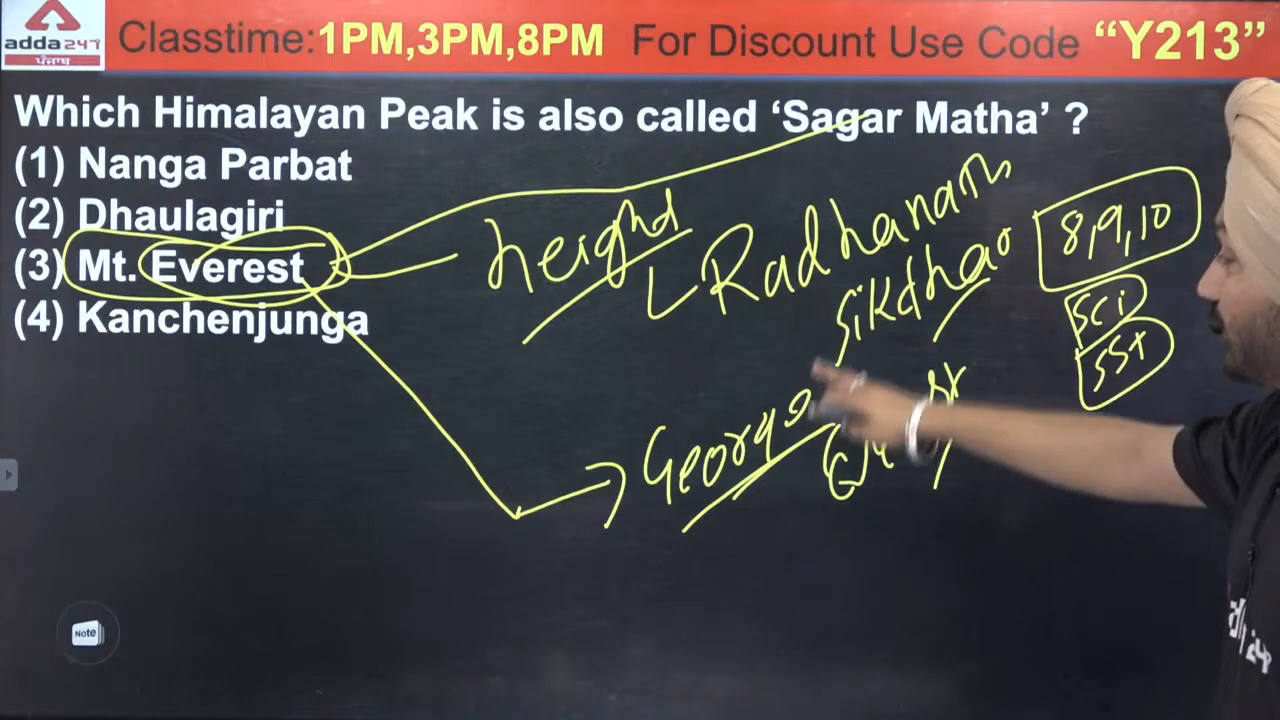 adda247
ਪੰਜਾਬ
Classtime:1PM,3PM,8PM For Discount Use Code “Y213”
Which Himalayan Peak is also called ‘Sagar Matha’ ?
(1) Nanga Parbat
(2) Dhaulagiri
(3) Mt. Everest
(4) Kanchenjunga
height
Radhanath
Sikdhar
8,9,10
Sci
SSt
George
Note